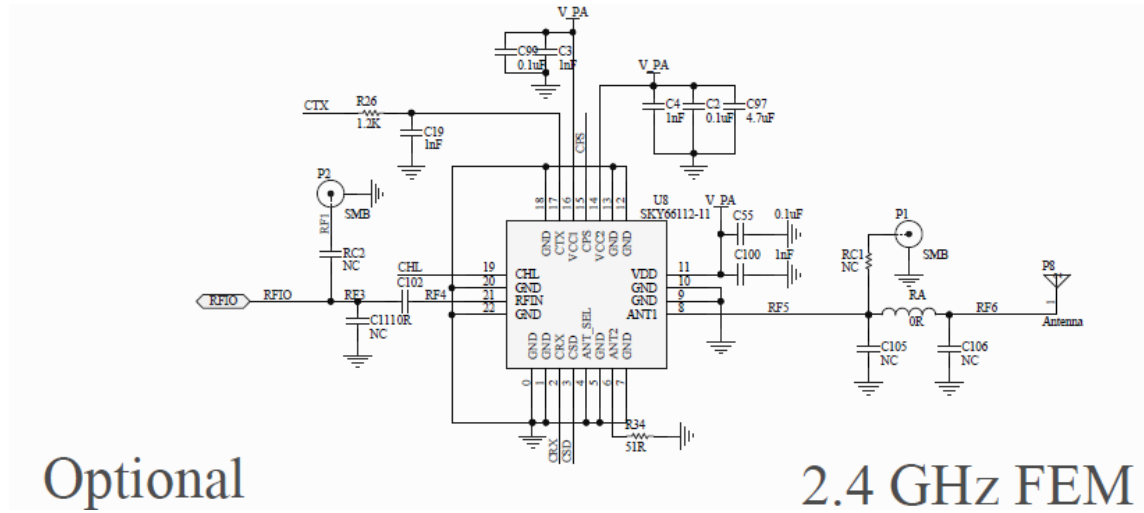 V_PA
C99
0.1uF
C3
1nF
V_PA
C4
1nF
C2
0.1uF
C97
4.7uF
CTX
R26
1.2K
C19
1nF
CPS
P2
SMB
RF1
RC2
NC
18
17
16
15
14
13
12
U8
SKY66112-11
GND
CTX
VCC1
CPS
VCC2
GND
GND
V_PA
C55
0.1uF
C100
1nF
P1
SMB
RC1
NC
CHL
19
20
21
22
CHL
GND
RFIN
GND
VDD
GND
GND
ANT1
11
10
9
8
RFIO
RFIO
RF3
C102
RF4
C1110R
NC
RF5
RA
0R
RF6
P8
1
Antenna
C105
NC
C106
NC
GND
GND
CRX
CSD
ANT_SEL
GND
ANT2
GND
0
1
2
3
4
5
6
7
CRX
CSD
R34
51R
Optional
2.4 GHz FEM